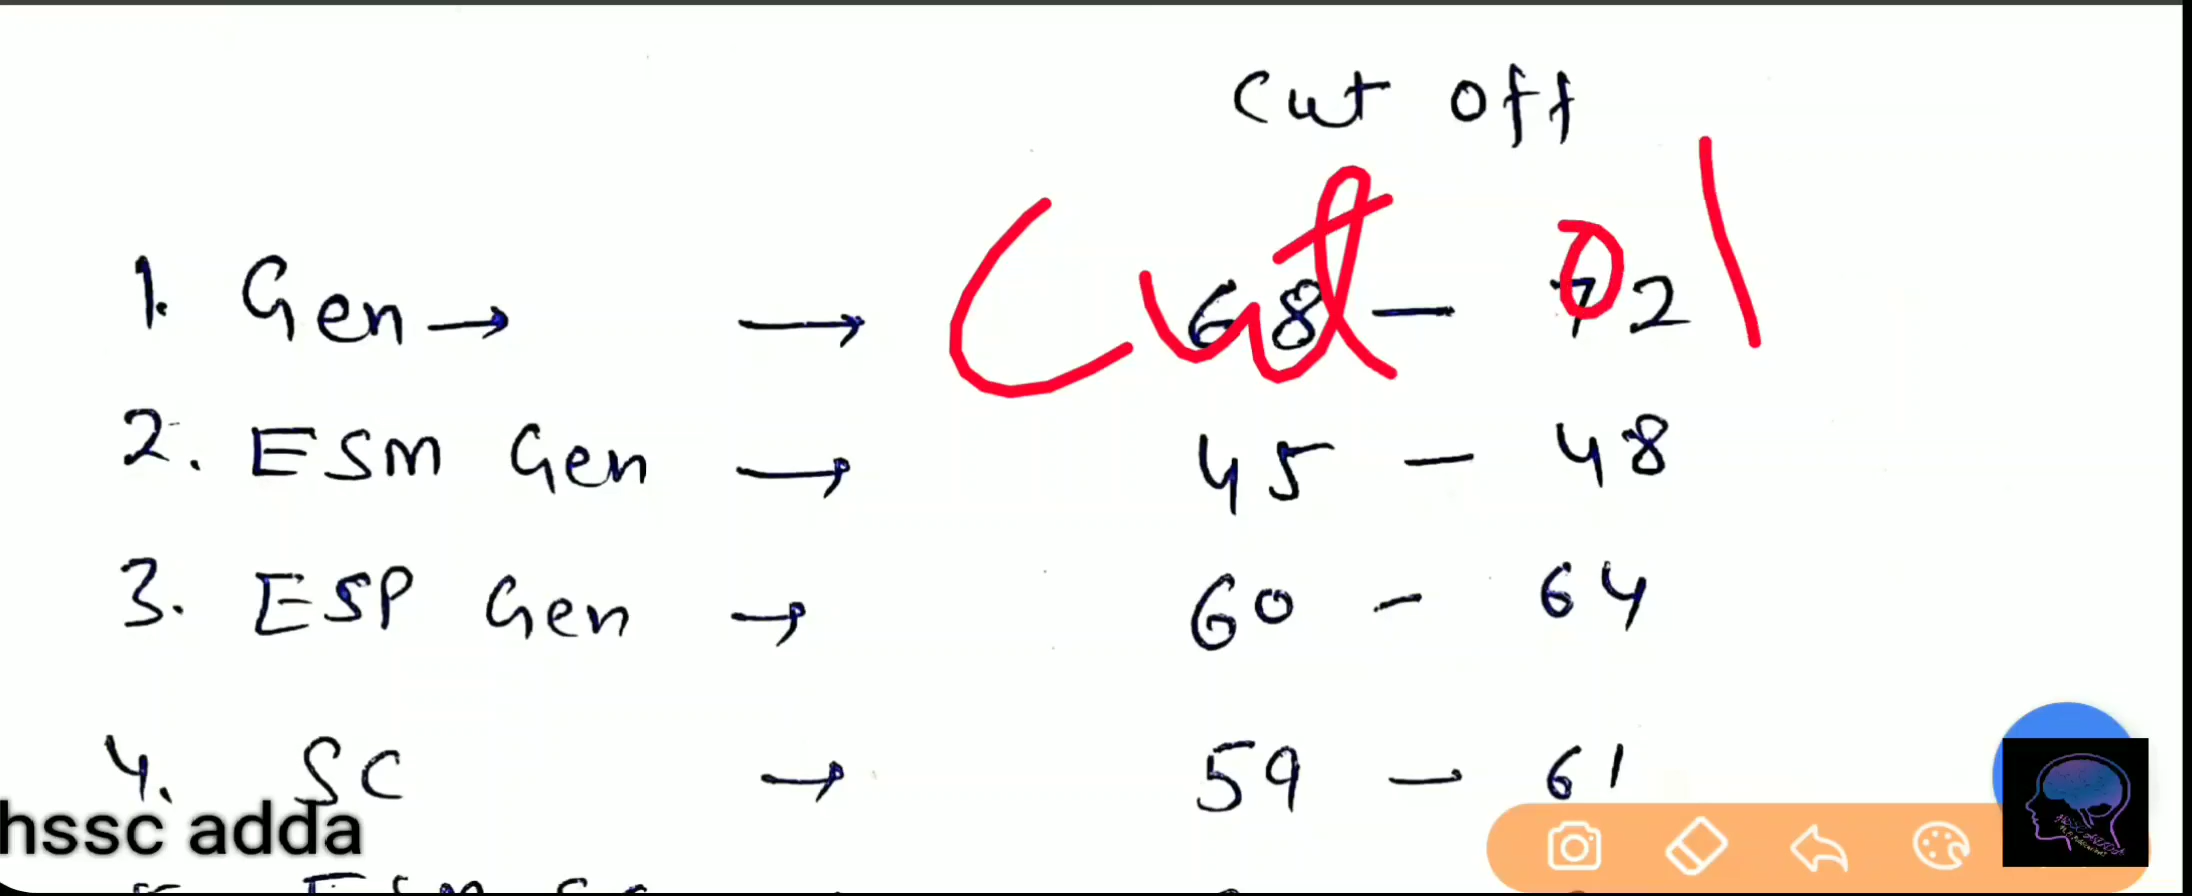 Cut off
Cut o
1. Gen → → 68 - 72
2. ESM Gen → 45 - 48
3. ESP Gen → 60 - 64
4. SC → 59 - 61
hssc adda